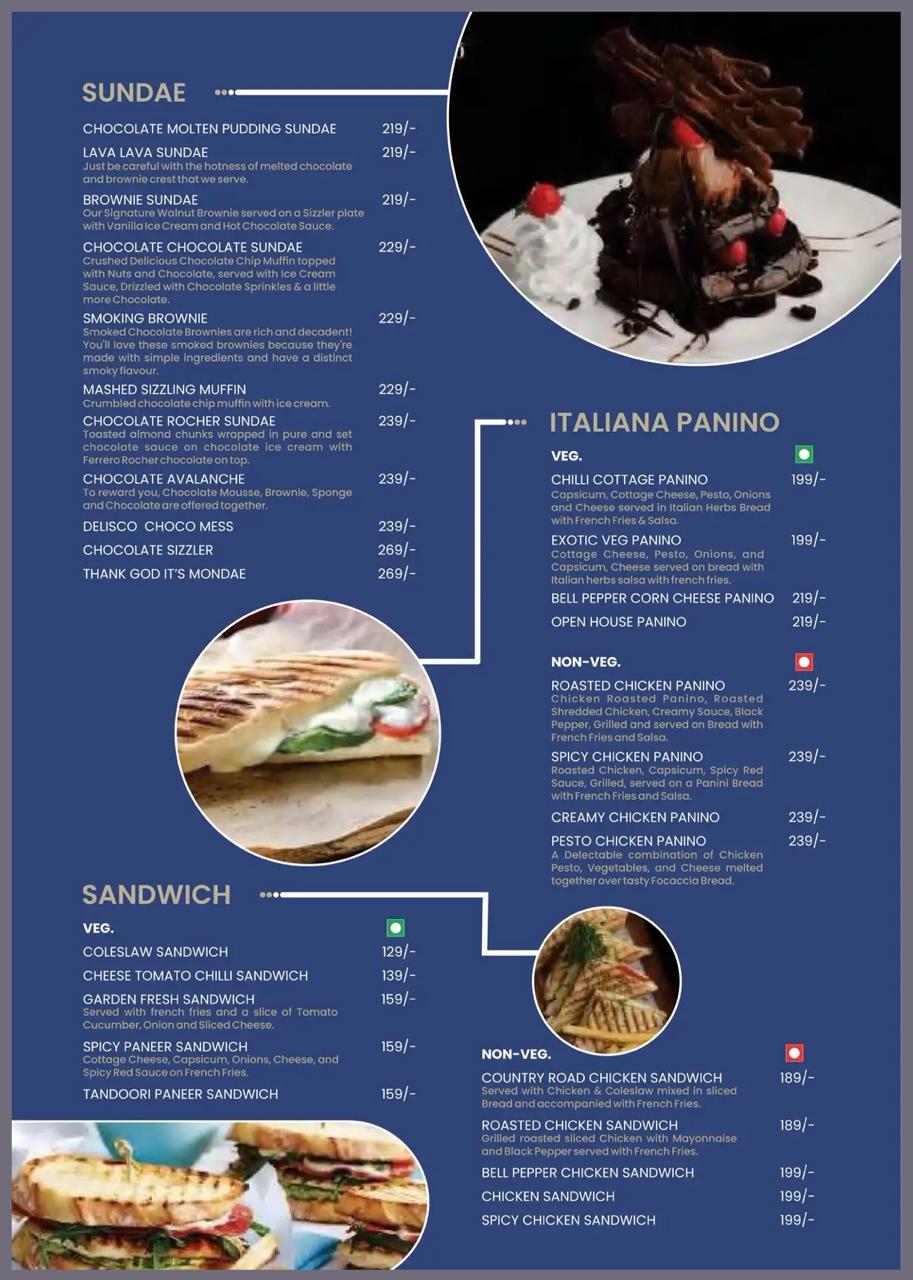 SUNDAE
CHOCOLATE MOLTEN PUDDING SUNDAE 219/-
LAVA LAVA SUNDAE 219/-
Just be careful with the hotness of melted chocolate
and brownie crest that we serve.
BROWNIE SUNDAE 219/-
Our Signature Walnut Brownie served on a Sizzler plate
with Vanilla Ice Cream and Hot Chocolate Sauce.
CHOCOLATE CHOCOLATE SUNDAE 229/-
Crushed Delicious Chocolate Chip Muffin topped
with Nuts and Chocolate, served with Ice Cream
Sauce, Drizzled with Chocolate Sprinkles & a little
more Chocolate.
SMOKING BROWNIE 229/-
Smoked Chocolate Brownies are rich and decadent!
You'll love these smoked brownies because they're
made with simple ingredients and have a distinct
smoky flavour.
MASHED SIZZLING MUFFIN 229/-
Crumbled chocolate chip muffin with ice cream.
CHOCOLATE ROCHER SUNDAE 239/-
Toasted almond chunks wrapped in pure and set
chocolate sauce on chocolate ice cream with
Ferrero Rocher chocolate on top.
CHOCOLATE AVALANCHE 239/-
To reward you, Chocolate Mousse, Brownie, Sponge
and Chocolate are offered together.
DELISCO CHOCO MESS 239/-
CHOCOLATE SIZZLER 269/-
THANK GOD IT'S MONDAE 269/-
ITALIANA PANINO
VEG.
CHILLI COTTAGE PANINO 199/-
Capsicum, Cottage Cheese, Pesto, Onions
and Cheese served in Italian Herbs Bread
with French Fries & Salsa.
EXOTIC VEG PANINO 199/-
Cottage Cheese, Pesto, Onions, and
Capsicum, Cheese served on bread with
Italian herbs salsa with french fries.
BELL PEPPER CORN CHEESE PANINO 219/-
OPEN HOUSE PANINO 219/-
NON-VEG.
ROASTED CHICKEN PANINO 239/-
Chicken Roasted Panino, Roasted
Shredded Chicken, Creamy Sauce, Black
Pepper, Grilled and served on Bread with
French Fries and Salsa.
SPICY CHICKEN PANINO 239/-
Roasted Chicken, Capsicum, Spicy Red
Sauce, Grilled, served on a Panini Bread
with French Fries and Salsa.
CREAMY CHICKEN PANINO 239/-
PESTO CHICKEN PANINO 239/-
A Delectable combination of Chicken
Pesto, Vegetables, and Cheese melted
together over tasty Focaccia Bread.
SANDWICH
VEG.
COLESLAW SANDWICH 129/-
CHEESE TOMATO CHILLI SANDWICH 139/-
GARDEN FRESH SANDWICH 159/-
Served with french fries and a slice of Tomato
Cucumber, Onion and Sliced Cheese.
SPICY PANEER SANDWICH 159/-
Cottage Cheese, Capsicum, Onions, Cheese, and
Spicy Red Sauce on French Fries.
TANDOORI PANEER SANDWICH 159/-
NON-VEG.
COUNTRY ROAD CHICKEN SANDWICH 189/-
Served with Chicken & Coleslaw mixed in sliced
Bread and accompanied with French Fries.
ROASTED CHICKEN SANDWICH 189/-
Grilled roasted sliced Chicken with Mayonnaise
and Black Pepper served with French Fries.
BELL PEPPER CHICKEN SANDWICH 199/-
CHICKEN SANDWICH 199/-
SPICY CHICKEN SANDWICH 199/-